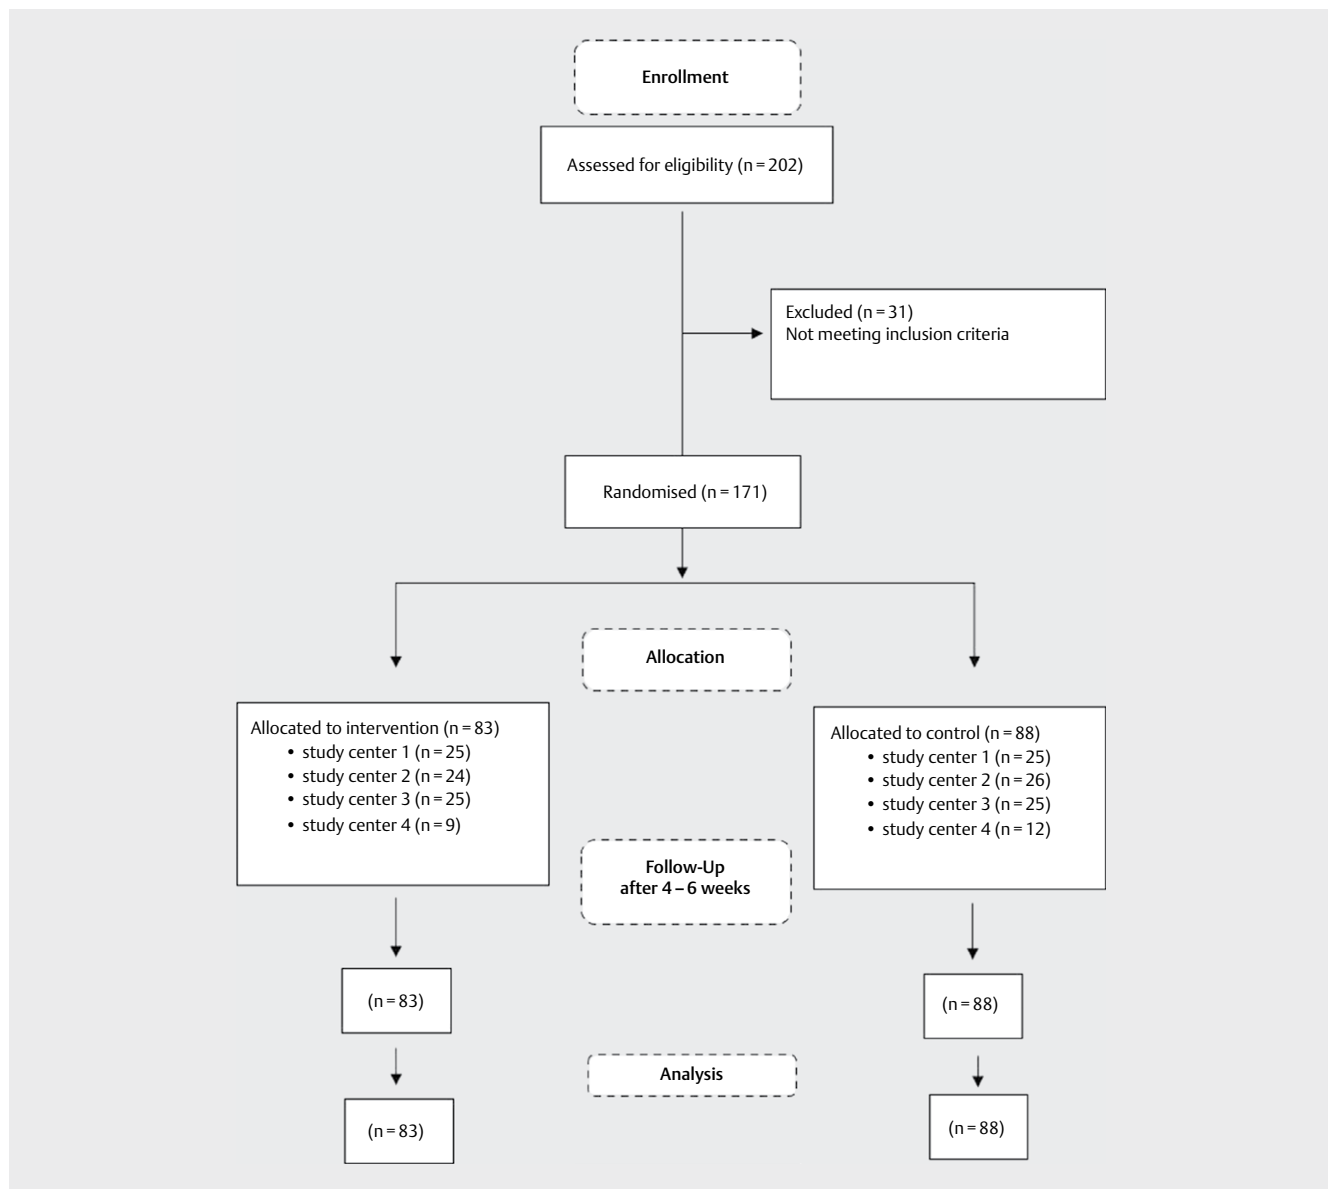 Enrollment
Assessed for eligibility (n = 202)
Excluded (n = 31)
Not meeting inclusion criteria
Randomised (n = 171)
Allocation
Allocated to intervention (n = 83)
• study center 1 (n = 25)
• study center 2 (n = 24)
• study center 3 (n = 25)
• study center 4 (n = 9)
Allocated to control (n = 88)
• study center 1 (n = 25)
• study center 2 (n = 26)
• study center 3 (n = 25)
• study center 4 (n = 12)
Follow-Up
after 4 – 6 weeks
(n = 83)
(n = 88)
Analysis
(n = 83)
(n = 88)